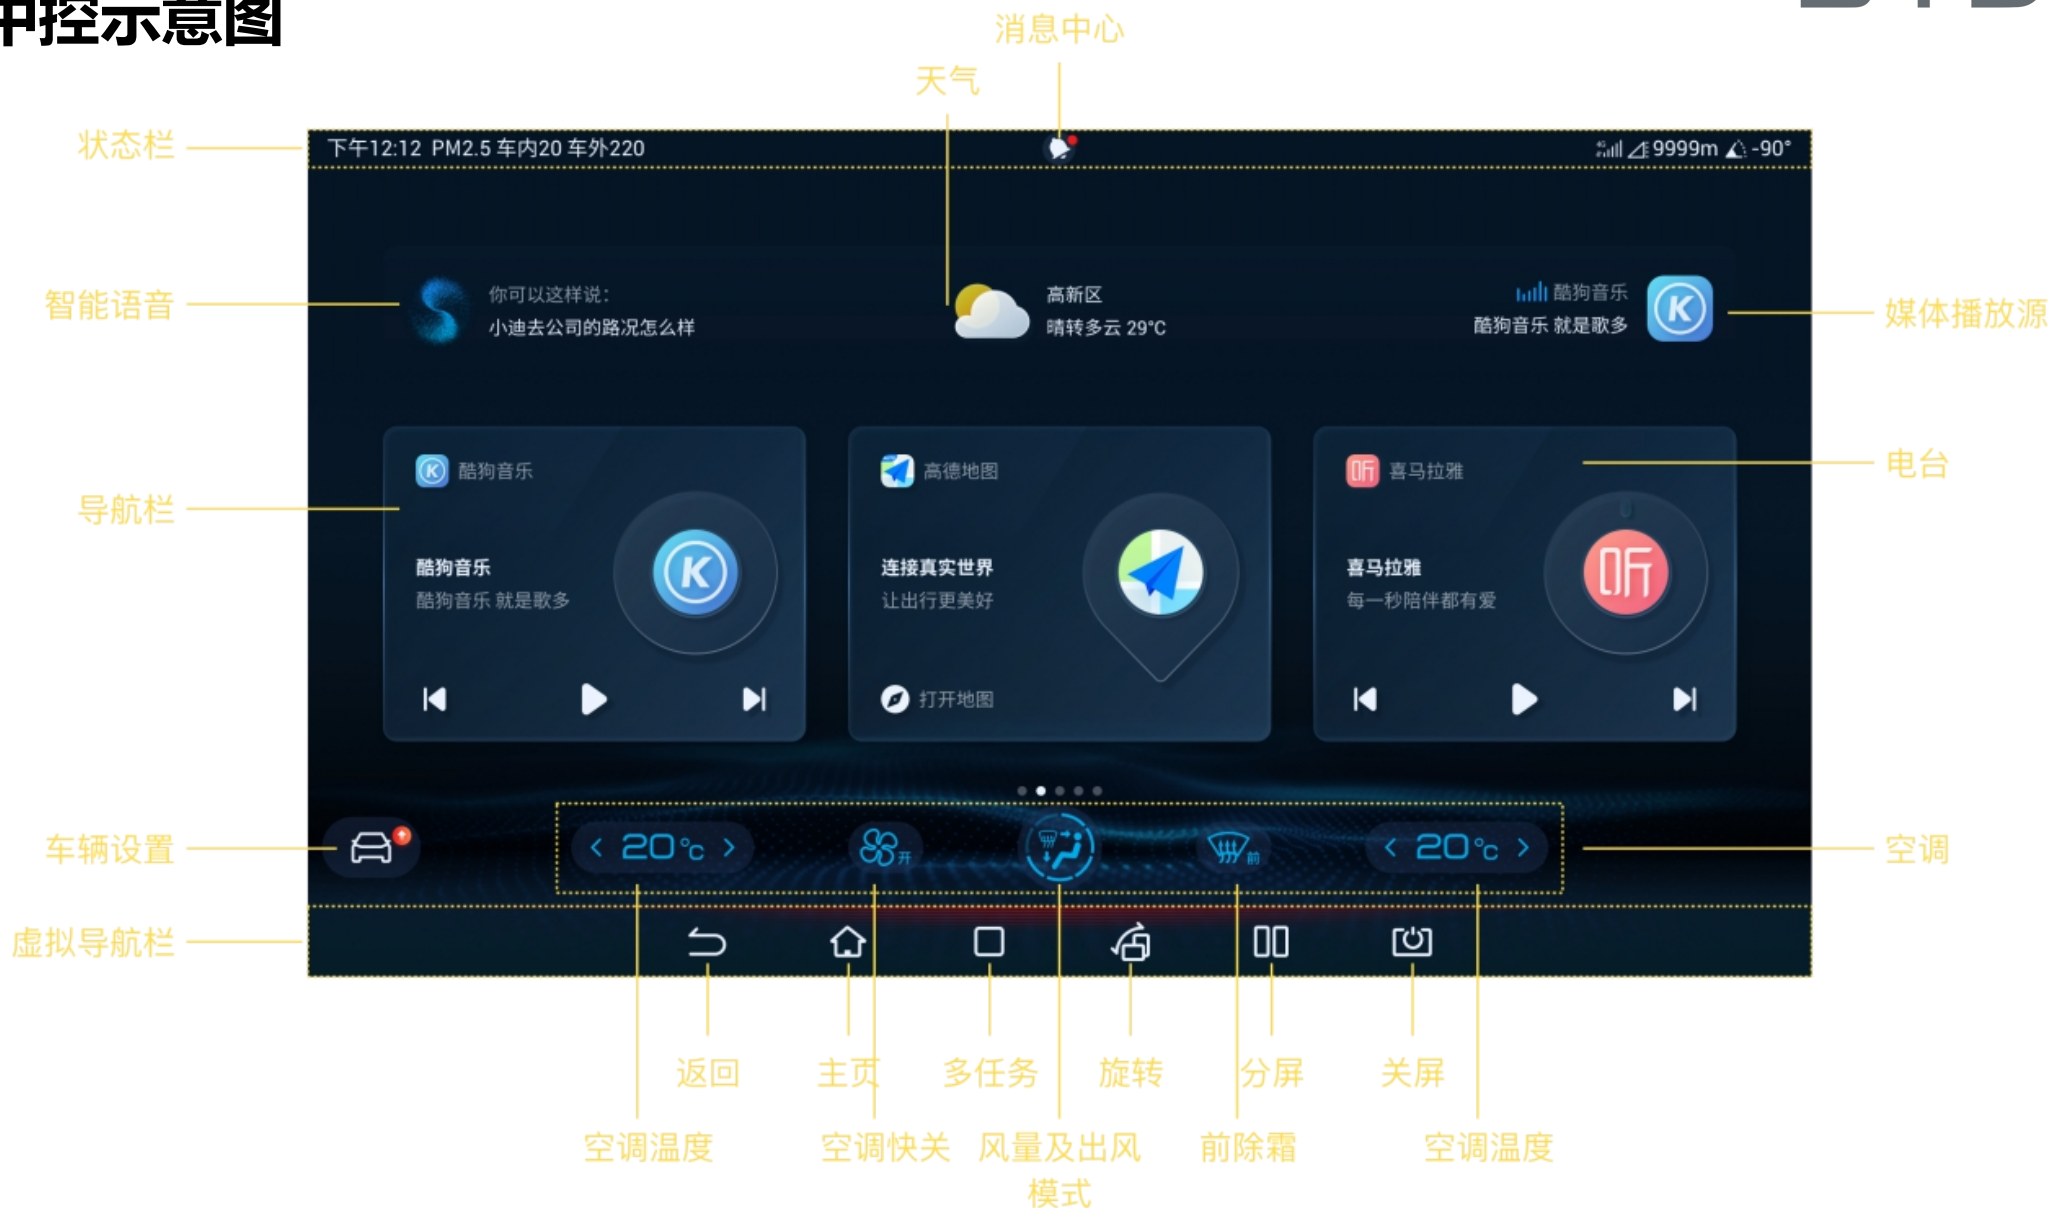 中控示意图
消息中心
天气
状态栏
下午12:12 PM2.5 车内20 车外220
9999m -90°
智能语音
你可以这样说：
小迪去公司的路况怎么样
高新区
晴转多云 29°C
酷狗音乐
酷狗音乐 就是歌多
媒体播放源
导航栏
酷狗音乐
酷狗音乐
酷狗音乐 就是歌多
高德地图
连接真实世界
让出行更美好
打开地图
喜马拉雅
听
喜马拉雅
每一秒陪伴都有爱
听
电台
车辆设置
20°C
开
前
20°C
空调
虚拟导航栏
返回
主页
多任务
旋转
分屏
关屏
空调温度
空调快关
风量及出风
模式
前除霜
空调温度